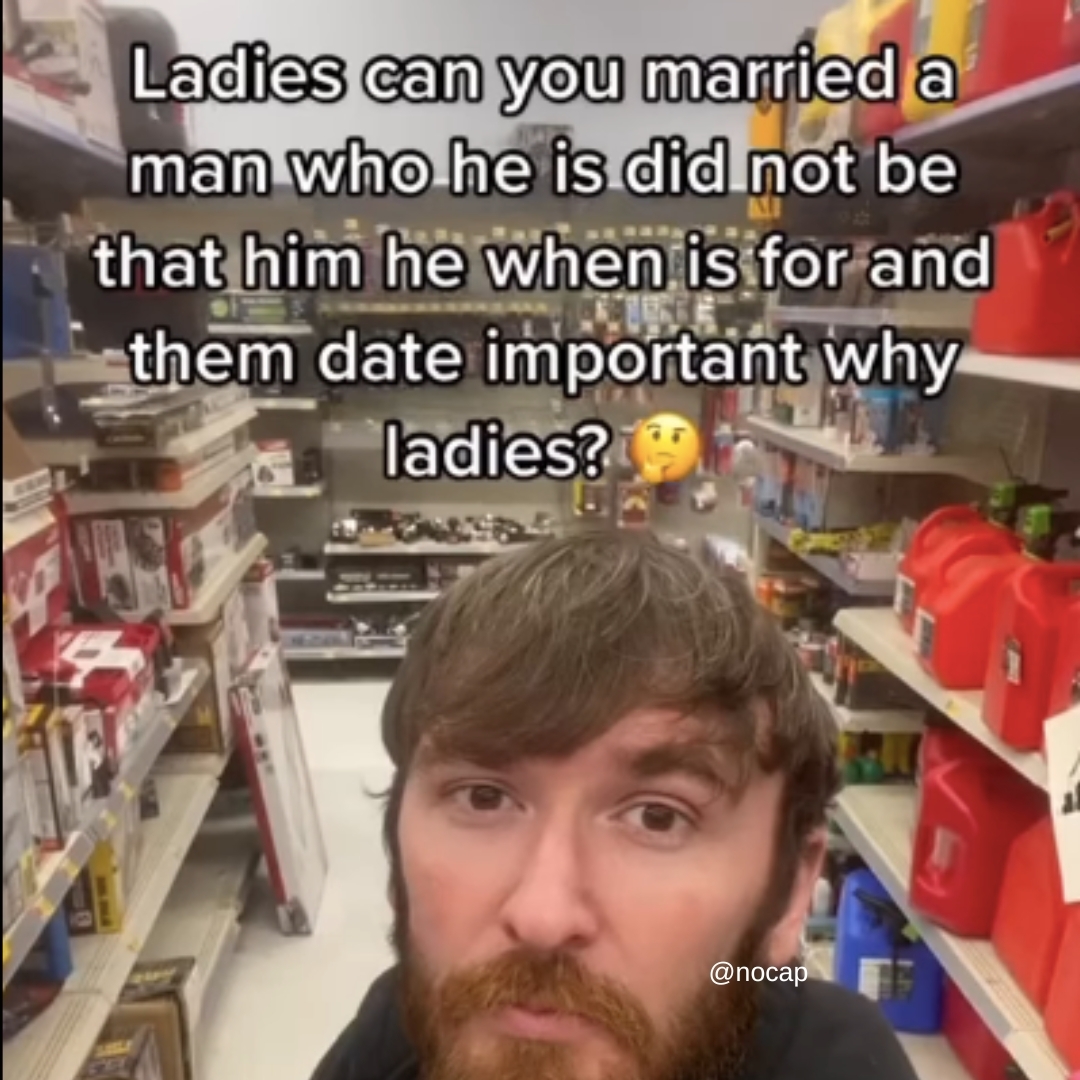 Ladies can you married a
man who he is did not be
that him he when is for and
them date important why
ladies? 🤔
@nocap